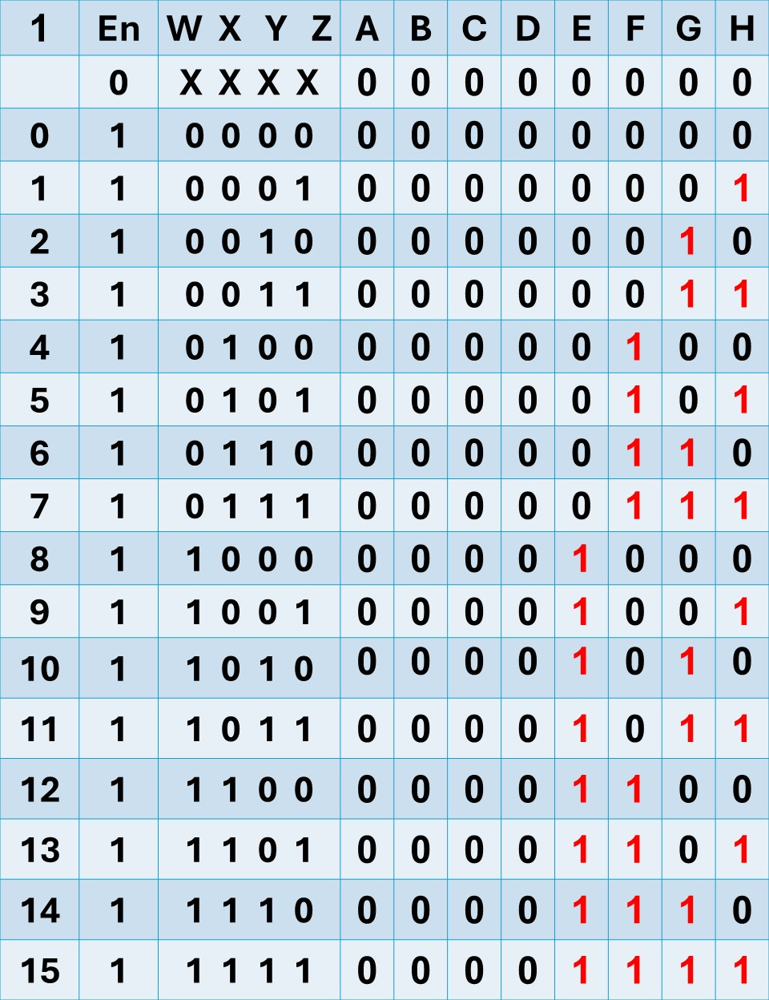 1 En W X Y Z A B C D E F G H
0 X X X X 0 0 0 0 0 0 0 0
0 1 0 0 0 0 0 0 0 0 0 0 0 0
1 1 0 0 0 1 0 0 0 0 0 0 0 1
2 1 0 0 1 0 0 0 0 0 0 0 1 0
3 1 0 0 1 1 0 0 0 0 0 0 1 1
4 1 0 1 0 0 0 0 0 0 0 1 0 0
5 1 0 1 0 1 0 0 0 0 0 1 0 1
6 1 0 1 1 0 0 0 0 0 0 1 1 0
7 1 0 1 1 1 0 0 0 0 0 1 1 1
8 1 1 0 0 0 0 0 0 0 1 0 0 0
9 1 1 0 0 1 0 0 0 0 1 0 0 1
10 1 1 0 1 0 0 0 0 0 1 0 1 0
11 1 1 0 1 1 0 0 0 0 1 0 1 1
12 1 1 1 0 0 0 0 0 0 1 1 0 0
13 1 1 1 0 1 0 0 0 0 1 1 0 1
14 1 1 1 1 0 0 0 0 0 1 1 1 0
15 1 1 1 1 1 0 0 0 0 1 1 1 1